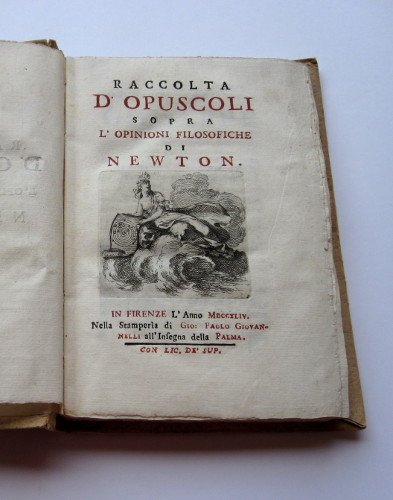 RACCOLTA
D'OPUSCOLI
SOPRA
L'OPINIONI FILOSOFICHE
DI
NEWTON.
IN FIRENZE L'Anno MDCCXLIV.
Nella Stamperia di GIO: PAOLO GIOVAN-
NELLI all'Insegna della PALMA.
CON LIC. DE' SUP.